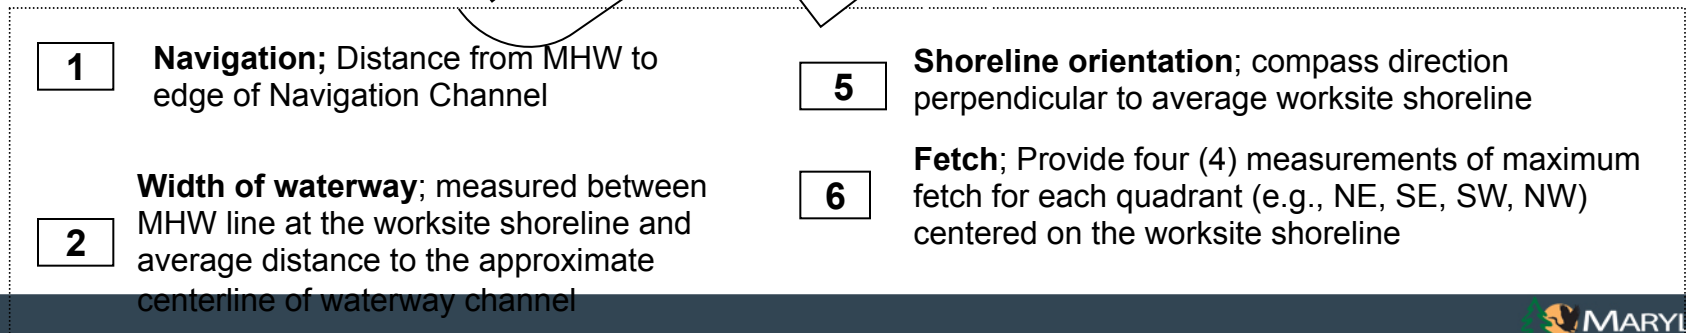 1
Navigation; Distance from MHW to
edge of Navigation Channel
2
Width of waterway; measured between
MHW line at the worksite shoreline and
average distance to the approximate
centerline of waterway channel
5
Shoreline orientation; compass direction
perpendicular to average worksite shoreline
6
Fetch; Provide four (4) measurements of maximum
fetch for each quadrant (e.g., NE, SE, SW, NW)
centered on the worksite shoreline